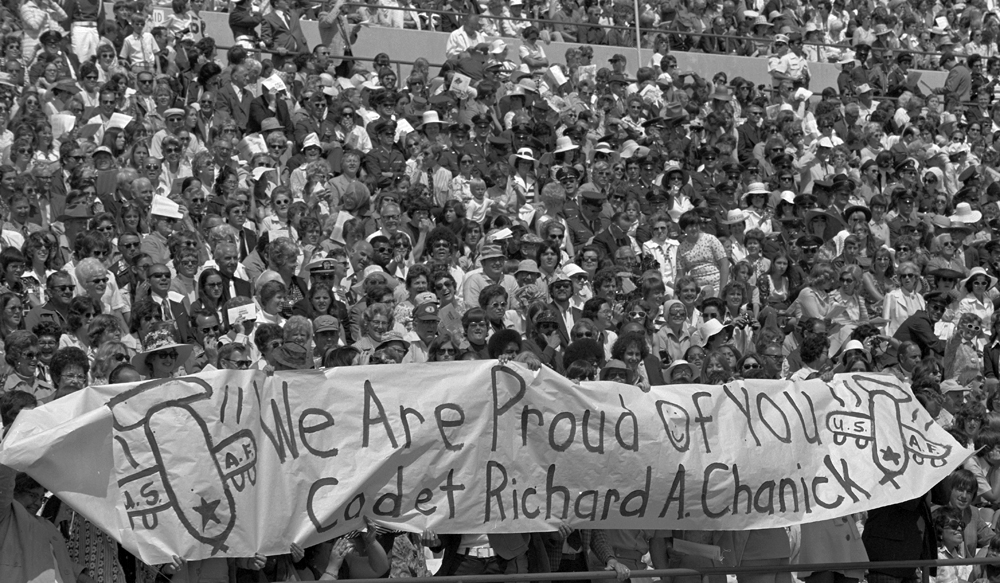 We Are Proud Of You
Cadet Richard A. Chanick
U.S.
A.F.
U.S.
A.F.